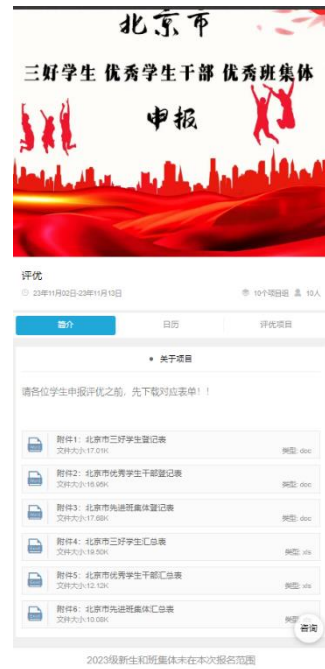 北京市
三好学生 优秀学生干部 优秀班集体
申报
评优
23年11月02日-23年11月13日
10个项目组 10人
简介 日历 评优项目
关于项目
请各位学生申报评优之前，先下载对应表单！！
附件1：北京市三好学生登记表
文件大小:17.01K 类型: doc
附件2：北京市优秀学生干部登记表
文件大小:16.95K 类型: doc
附件3：北京市先进班集体登记表
文件大小:17.68K 类型: doc
附件4：北京市三好学生汇总表
文件大小:19.50K 类型: xls
附件5：北京市优秀学生干部汇总表
文件大小:12.12K 类型: xls
附件6：北京市先进班集体汇总表
文件大小:10.08K
咨询
2023级新生和班集体未在本次报名范围